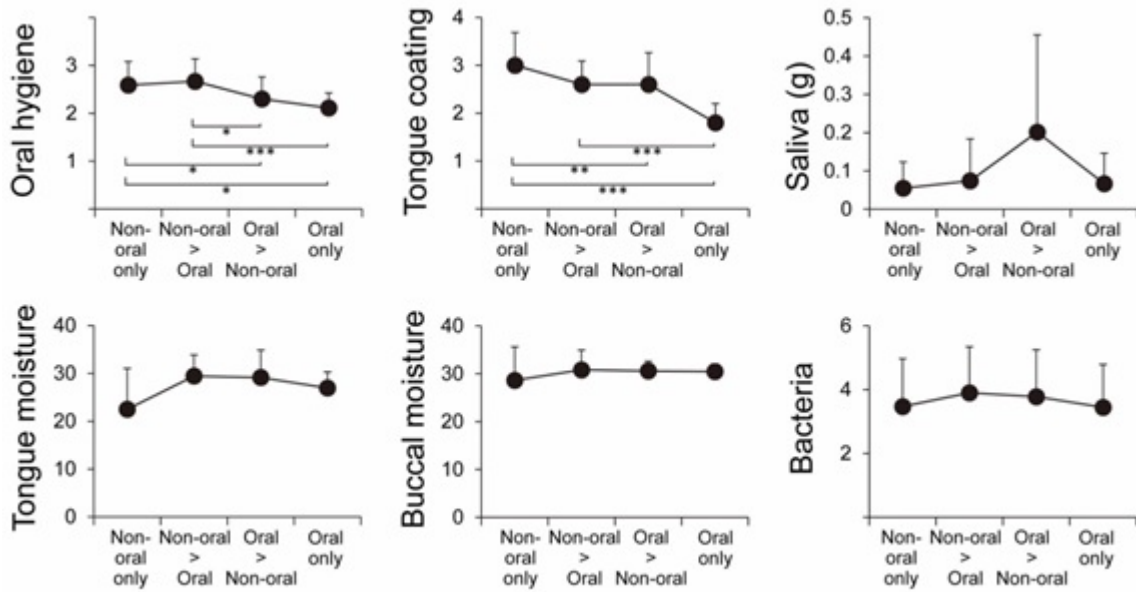 Oral hygiene
3
2
1
*
***
*
*
Non-
oral
only
Non-oral
>
Oral
Oral
>
Non-oral
Oral only
Tongue coating
4
3
2
1
0
***
**
***
Non-
oral
only
Non-oral
>
Oral
Oral
>
Non-oral
Oral only
Saliva (g)
0.5
0.4
0.3
0.2
0.1
0
Non-
oral
only
Non-oral
>
Oral
Oral
>
Non-oral
Oral only
Tongue moisture
40
30
20
10
0
Non-
oral
only
Non-oral
>
Oral
Oral
>
Non-oral
Oral only
Buccal moisture
40
30
20
10
0
Non-
oral
only
Non-oral
>
Oral
Oral
>
Non-oral
Oral only
Bacteria
6
4
2
Non-
oral
only
Non-oral
>
Oral
Oral
>
Non-oral
Oral only